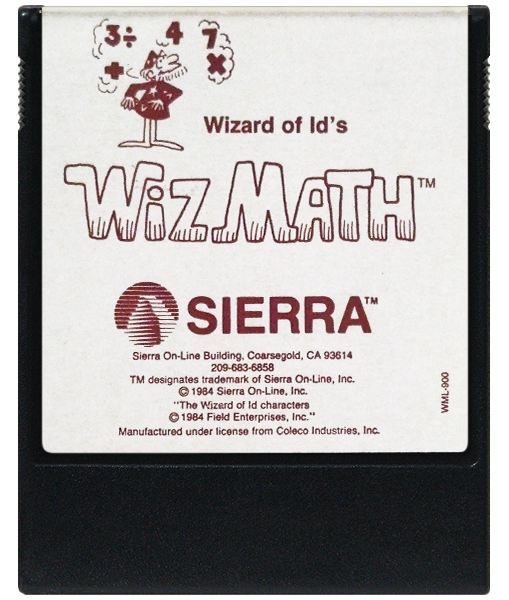 3÷ 4 7
+ ×
Wizard of Id's
WIZMATH™
SIERRA™
Sierra On-Line Building, Coarsegold, CA 93614
209-683-6858
TM designates trademark of Sierra On-Line, Inc.
© 1984 Sierra On-Line, Inc.
"The Wizard of Id characters
© 1984 Field Enterprises, Inc."
Manufactured under license from Coleco Industries, Inc.
WML-900